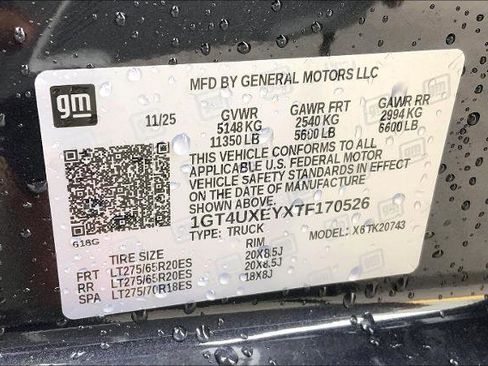 MFD BY GENERAL MOTORS LLC
gm
11/25 GVWR GAWR FRT GAWR RR
5148 KG 2540 KG 2994 KG
11350 LB 5600 LB 6600 LB
THIS VEHICLE CONFORMS TO ALL
APPLICABLE U.S. FEDERAL MOTOR
VEHICLE SAFETY STANDARDS IN EFFECT
ON THE DATE OF MANUFACTURE
SHOWN ABOVE.
1GT4UXEYXTF170526
G18G TYPE: TRUCK MODEL: X6TK20743
TIRE SIZE RIM
FRT LT275/65R20ES 20X8.5J
RR LT275/65R20ES 20X8.5J
SPA LT275/70R18ES 18X8J